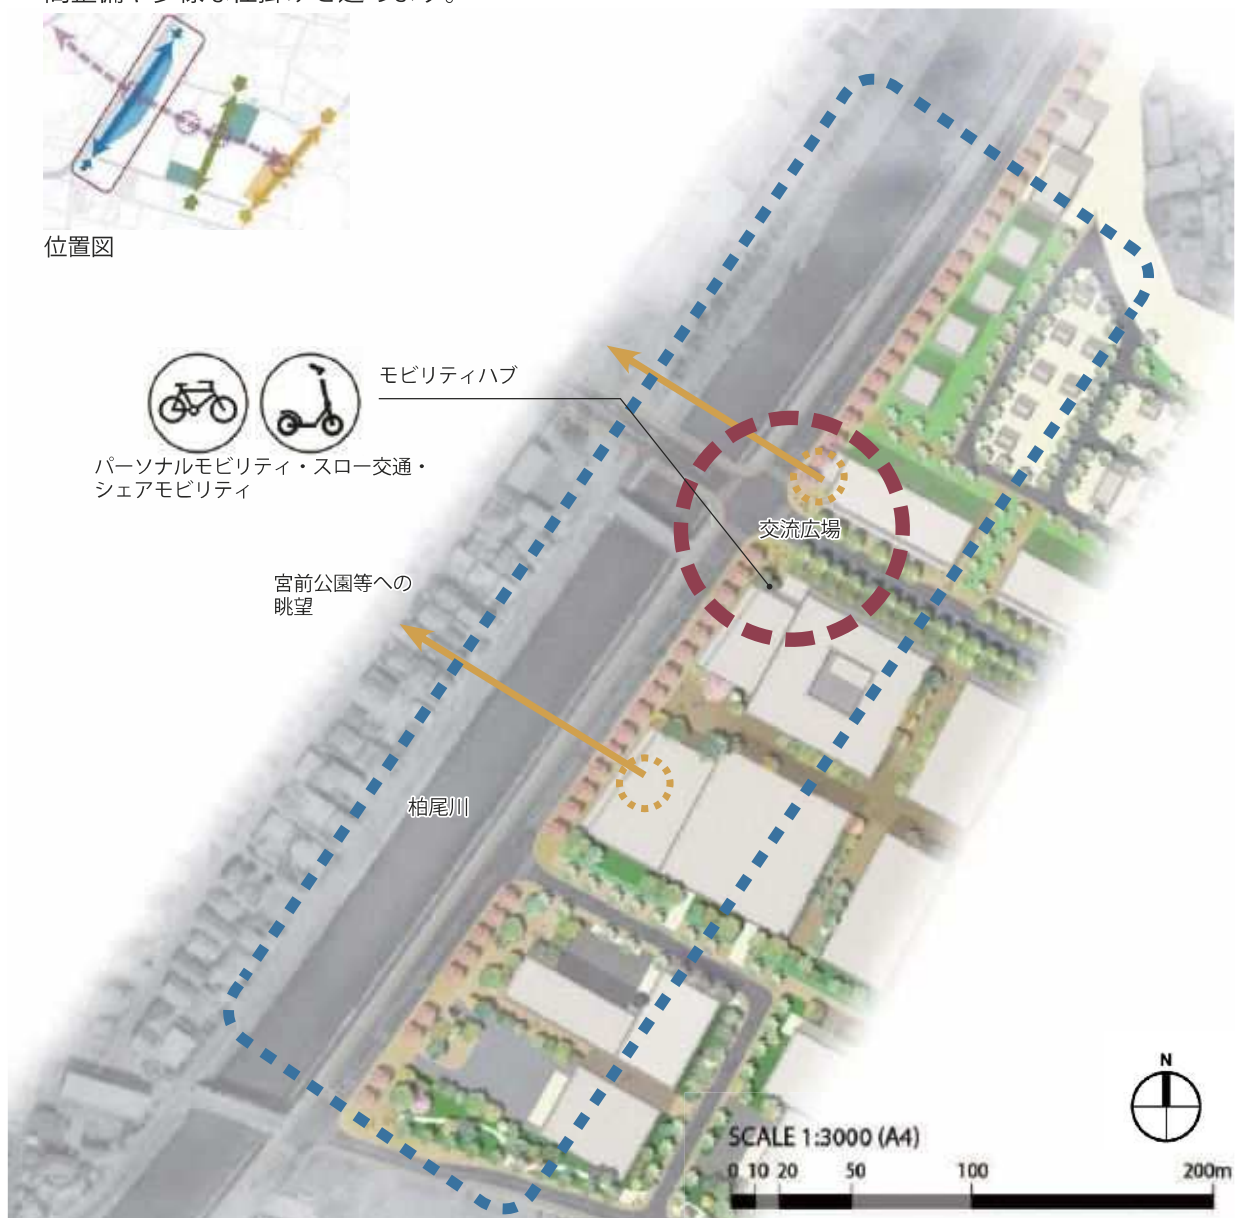 位置図
モビリティハブ
パーソナルモビリティ・スロー交通・
シェアモビリティ
交流広場
宮前公園等への
眺望
柏尾川
N
SCALE 1:3000 (A4)
0 10 20 50 100 200m